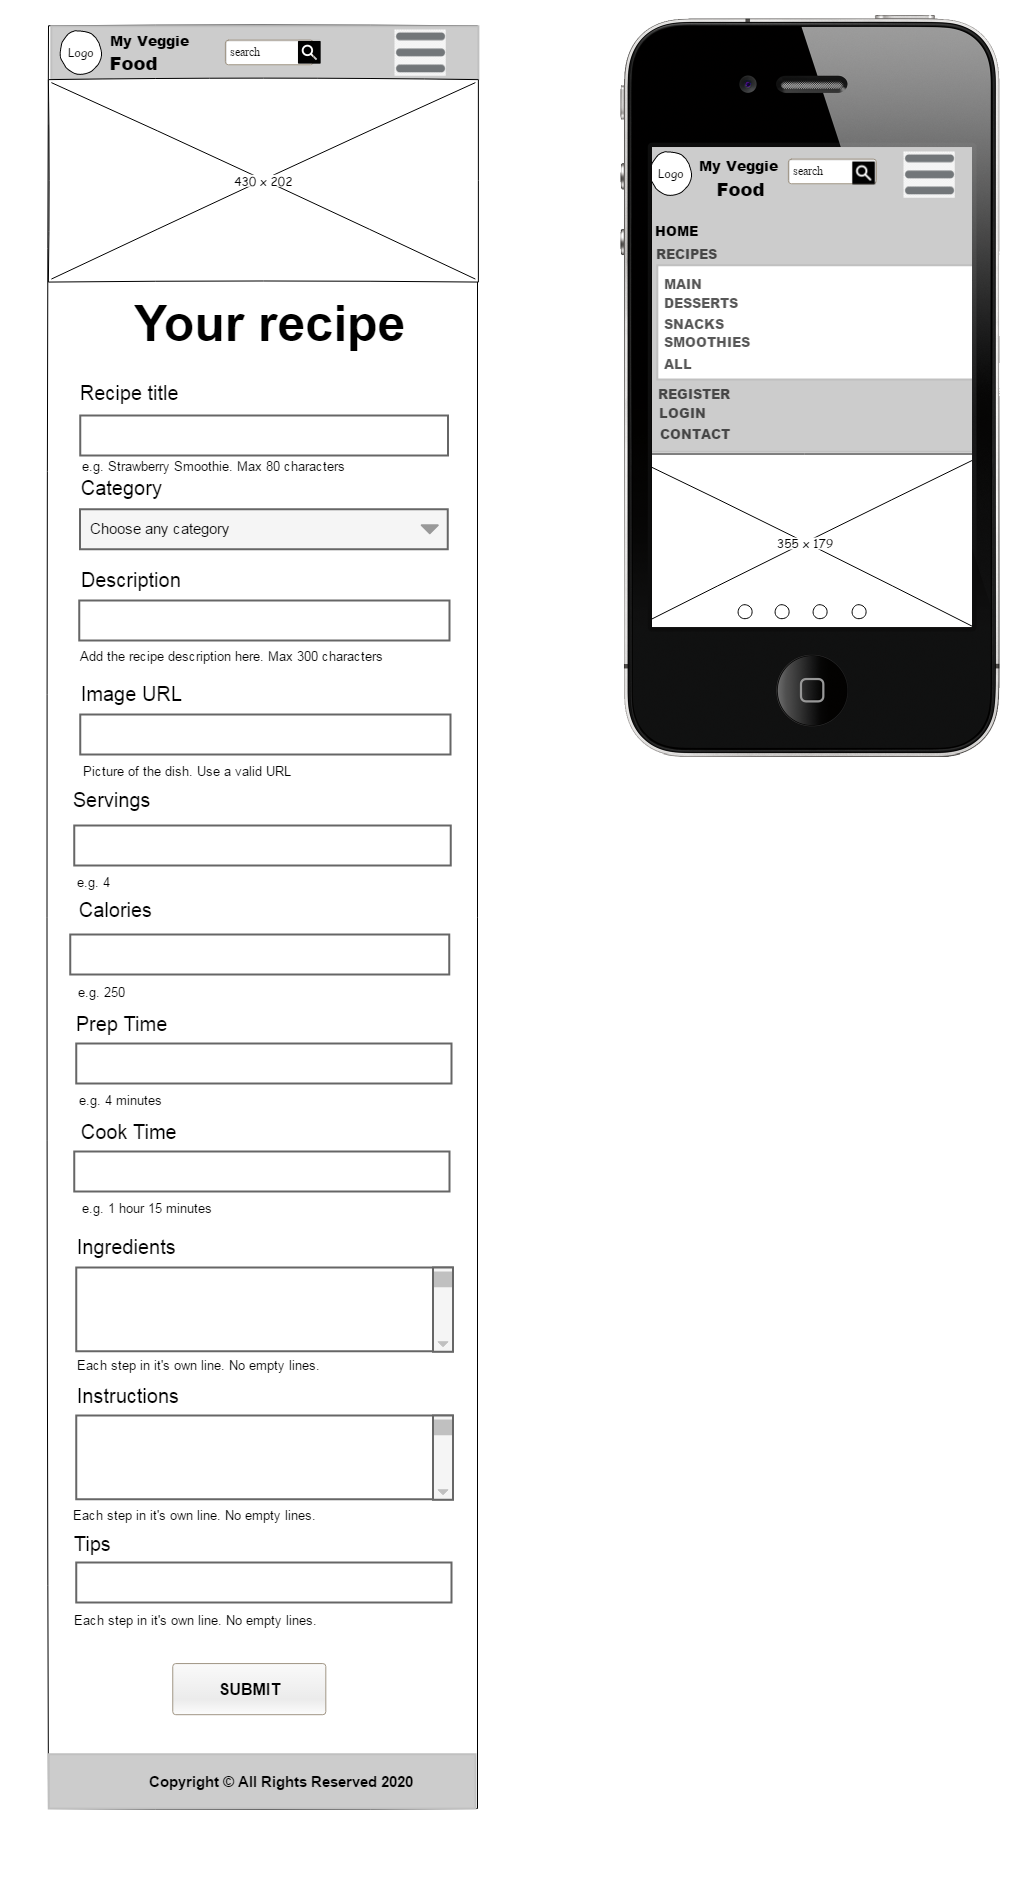 Logo
My Veggie
Food
search
430 x 202
Your recipe
Recipe title
e.g. Strawberry Smoothie. Max 80 characters
Category
Choose any category
Description
Add the recipe description here. Max 300 characters
Image URL
Picture of the dish. Use a valid URL
Servings
e.g. 4
Calories
e.g. 250
Prep Time
e.g. 4 minutes
Cook Time
e.g. 1 hour 15 minutes
Ingredients
Each step in it's own line. No empty lines.
Instructions
Each step in it's own line. No empty lines.
Tips
Each step in it's own line. No empty lines.
SUBMIT
Copyright © All Rights Reserved 2020
Logo
My Veggie
Food
search
HOME
RECIPES
MAIN
DESSERTS
SNACKS
SMOOTHIES
ALL
REGISTER
LOGIN
CONTACT
355 x 179